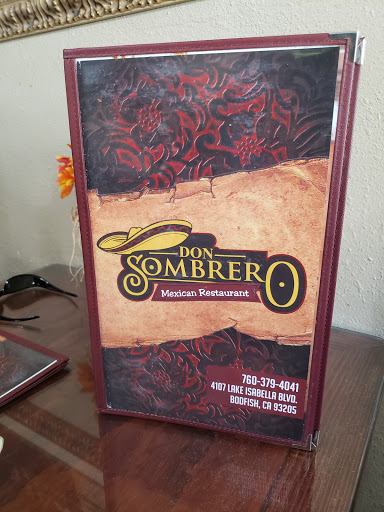 DON
SOMBRERO
Mexican Restaurant
760-379-4041
4107 LAKE ISABELLA BLVD.
BODFISH, CA 93205